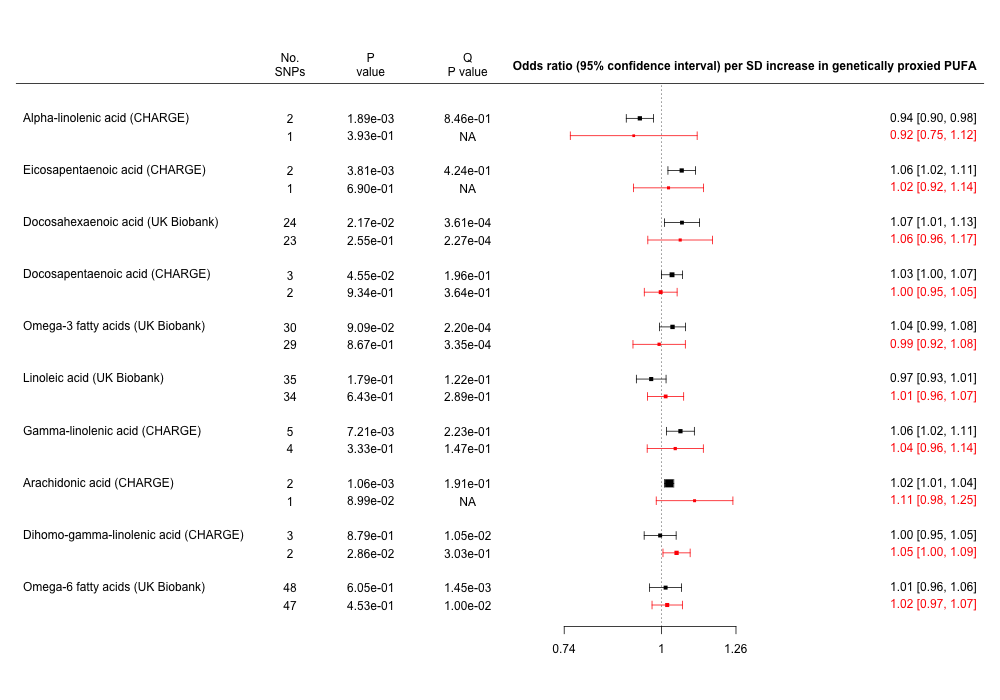 No. SNPs P value Q P value Odds ratio (95% confidence interval) per SD increase in genetically proxied PUFA
Alpha-linolenic acid (CHARGE) 2 1.89e-03 8.46e-01 0.94 [0.90, 0.98]
1 3.93e-01 NA 0.92 [0.75, 1.12]
Eicosapentaenoic acid (CHARGE) 2 3.81e-03 4.24e-01 1.06 [1.02, 1.11]
1 6.90e-01 NA 1.02 [0.92, 1.14]
Docosahexaenoic acid (UK Biobank) 24 2.17e-02 3.61e-04 1.07 [1.01, 1.13]
23 2.55e-01 2.27e-04 1.06 [0.96, 1.17]
Docosapentaenoic acid (CHARGE) 3 4.55e-02 1.96e-01 1.03 [1.00, 1.07]
2 9.34e-01 3.64e-01 1.00 [0.95, 1.05]
Omega-3 fatty acids (UK Biobank) 30 9.09e-02 2.20e-04 1.04 [0.99, 1.08]
29 8.67e-01 3.35e-04 0.99 [0.92, 1.08]
Linoleic acid (UK Biobank) 35 1.79e-01 1.22e-01 0.97 [0.93, 1.01]
34 6.43e-01 2.89e-01 1.01 [0.96, 1.07]
Gamma-linolenic acid (CHARGE) 5 7.21e-03 2.23e-01 1.06 [1.02, 1.11]
4 3.33e-01 1.47e-01 1.04 [0.96, 1.14]
Arachidonic acid (CHARGE) 2 1.06e-03 1.91e-01 1.02 [1.01, 1.04]
1 8.99e-02 NA 1.11 [0.98, 1.25]
Dihomo-gamma-linolenic acid (CHARGE) 3 8.79e-01 1.05e-02 1.00 [0.95, 1.05]
2 2.86e-02 3.03e-01 1.05 [1.00, 1.09]
Omega-6 fatty acids (UK Biobank) 48 6.05e-01 1.45e-03 1.01 [0.96, 1.06]
47 4.53e-01 1.00e-02 1.02 [0.97, 1.07]
0.74 1 1.26